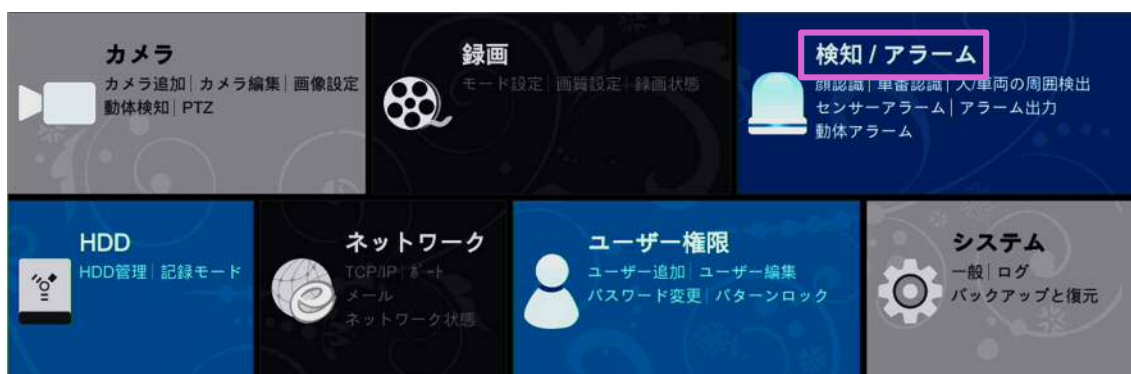 カメラ
カメラ追加 | カメラ編集 | 画像設定
動体検知 | PTZ
録画
モード設定 | 画質設定 | 録画状態
検知 / アラーム
顔認識 | 車番認識 | 人/車両の周囲検出
センサーアラーム | アラーム出力
動体アラーム
HDD
HDD管理 | 記録モード
ネットワーク
TCP/IP | ポート
メール
ネットワーク状態
ユーザー権限
ユーザー追加 | ユーザー編集
パスワード変更 | パターンロック
システム
一般 | ログ
バックアップと復元